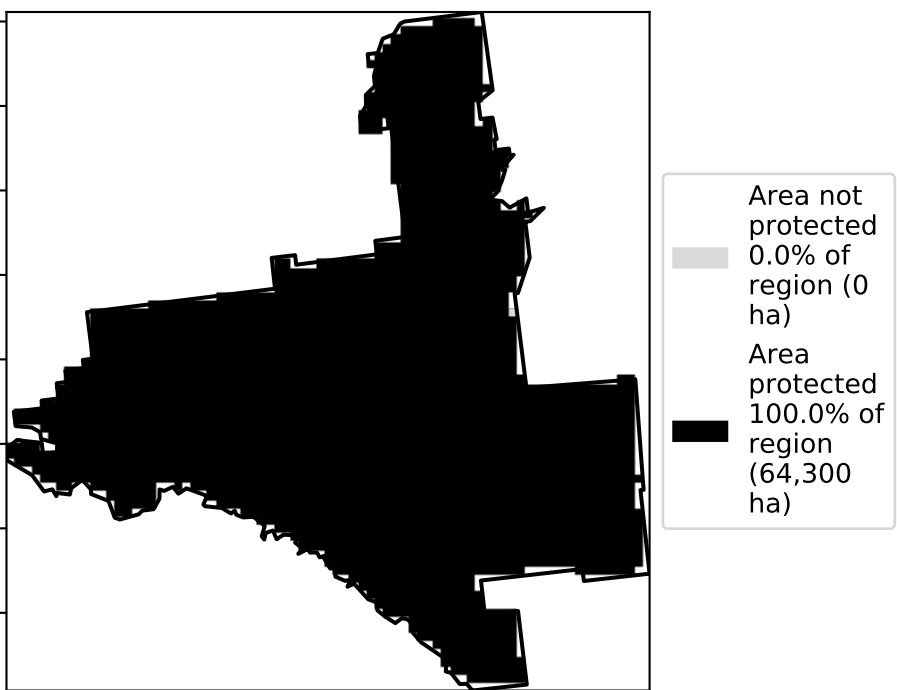 Area not
protected
0.0% of
region (0
ha)
Area
protected
100.0% of
region
(64,300
ha)